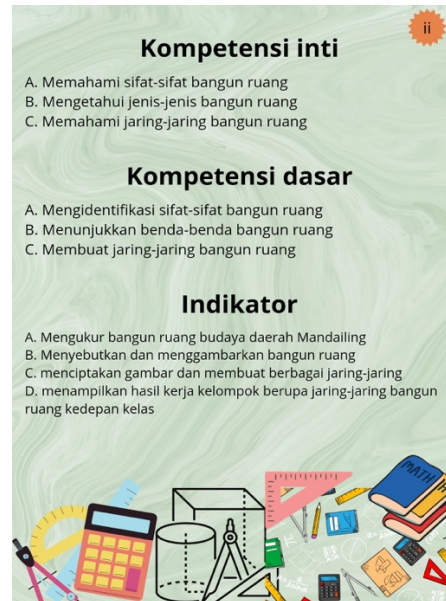 ii
Kompetensi inti
A. Memahami sifat-sifat bangun ruang
B. Mengetahui jenis-jenis bangun ruang
C. Memahami jaring-jaring bangun ruang
Kompetensi dasar
A. Mengidentifikasi sifat-sifat bangun ruang
B. Menunjukkan benda-benda bangun ruang
C. Membuat jaring-jaring bangun ruang
Indikator
A. Mengukur bangun ruang budaya daerah Mandailing
B. Menyebutkan dan menggambarkan bangun ruang
C. menciptakan gambar dan membuat berbagai jaring-jaring
D. menampilkan hasil kerja kelompok berupa jaring-jaring bangun
ruang kedepan kelas
MATH